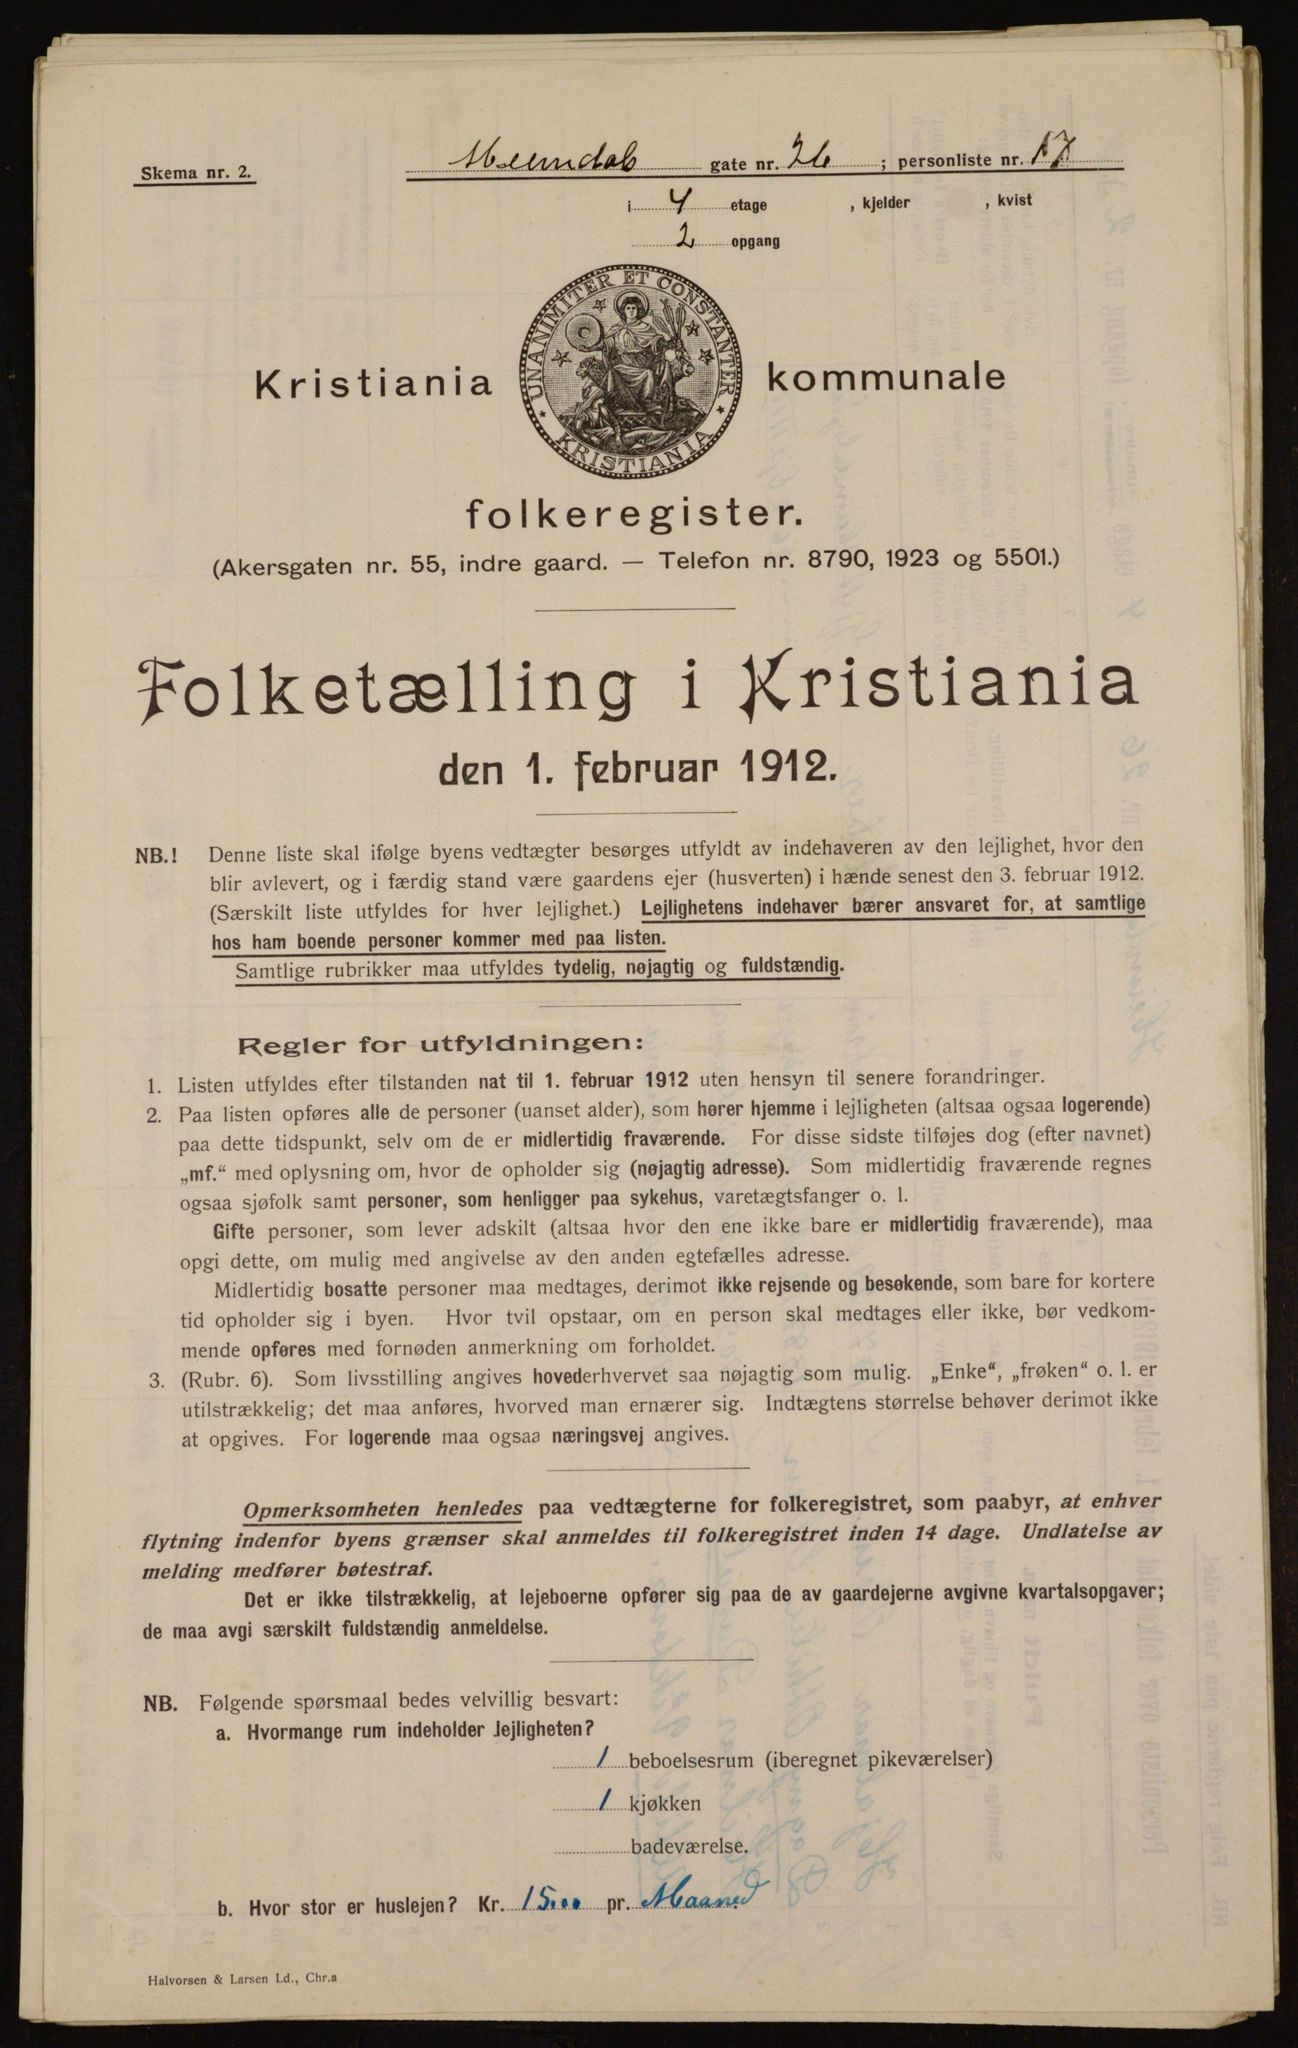 Skema nr. 2.
Heimdals gate nr. 26 ; personliste nr. 17
i 4 etage , kjelder , kvist
2 opgang
UNANIMITER ET CONSTANTER
KRISTIANIA
Kristiania kommunale
folkeregister.
(Akersgaten nr. 55, indre gaard. — Telefon nr. 8790, 1923 og 5501.)
Folketælling i Kristiania
den 1. februar 1912.
NB.! Denne liste skal ifølge byens vedtægter besørges utfyldt av indehaveren av den lejlighet, hvor den
blir avlevert, og i færdig stand være gaardens ejer (husverten) i hænde senest den 3. februar 1912.
(Særskilt liste utfyldes for hver lejlighet.) Lejlighetens indehaver bærer ansvaret for, at samtlige
hos ham boende personer kommer med paa listen.
Samtlige rubrikker maa utfyldes tydelig, nøjagtig og fuldstændig.
Regler for utfyldningen:
1. Listen utfyldes efter tilstanden nat til 1. februar 1912 uten hensyn til senere forandringer.
2. Paa listen opføres alle de personer (uanset alder), som hører hjemme i lejligheten (altsaa ogsaa logerende)
paa dette tidspunkt, selv om de er midlertidig fraværende. For disse sidste tilføjes dog (efter navnet)
„mf.“ med oplysning om, hvor de opholder sig (nøjagtig adresse). Som midlertidig fraværende regnes
ogsaa sjøfolk samt personer, som henligger paa sykehus, varetægtsfanger o. l.
Gifte personer, som lever adskilt (altsaa hvor den ene ikke bare er midlertidig fraværende), maa
opgi dette, om mulig med angivelse av den anden egtefælles adresse.
Midlertidig bosatte personer maa medtages, derimot ikke rejsende og besøkende, som bare for kortere
tid opholder sig i byen. Hvor tvil opstaar, om en person skal medtages eller ikke, bør vedkom-
mende opføres med fornøden anmerkning om forholdet.
3. (Rubr. 6). Som livsstilling angives hovederhvervet saa nøjagtig som mulig. „Enke“, „frøken“ o. l. er
utilstrækkelig; det maa anføres, hvorved man ernærer sig. Indtægtens størrelse behøver derimot ikke
at opgives. For logerende maa ogsaa næringsvej angives.
Opmerksomheten henledes paa vedtægterne for folkeregistret, som paabyr, at enhver
flytning indenfor byens grænser skal anmeldes til folkeregistret inden 14 dage. Undlatelse av
melding medfører bøtestraf.
Det er ikke tilstrækkelig, at lejeboerne opfører sig paa de av gaardejerne avgivne kvartalsopgaver;
de maa avgi særskilt fuldstændig anmeldelse.
NB. Følgende spørsmaal bedes velvillig besvart:
a. Hvormange rum indeholder lejligheten?
1 beboelsesrum (iberegnet pikeværelser)
1 kjøkken
badeværelse.
b. Hvor stor er huslejen? Kr. 15.00 pr. Maaned
Halvorsen & Larsen Ld., Chr.a